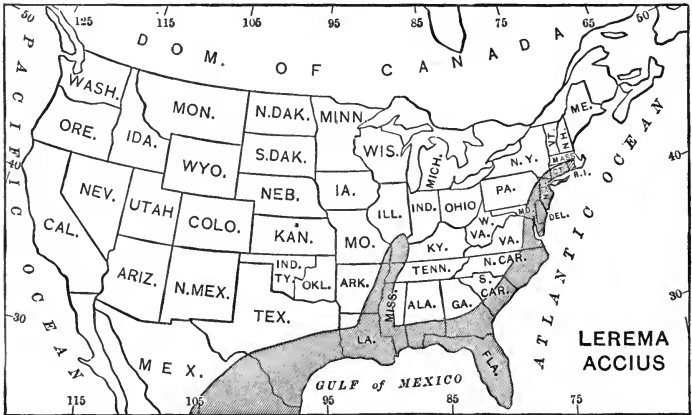 50 125 115 105 95 85 75 65 50
DOM. OF CANADA
PACIFIC OCEAN
WASH.
MON.
N.DAK.
MINN.
ME.
ORE.
IDA.
S.DAK.
WIS.
MICH.
N.Y.
VT.
N.H.
MASS.
CT.
R.I.
WYO.
40
40
NEV.
UTAH
COLO.
NEB.
IA.
ILL.
IND.
OHIO
PA.
N.J.
MD.
DEL.
CAL.
KAN.
MO.
KY.
W. VA.
VA.
ARIZ.
N.MEX.
IND. TY.
OKL.
ARK.
TENN.
N.CAR.
S. CAR.
TEX.
LA.
MISS.
ALA.
GA.
FLA.
30
30
ATLANTIC OCEAN
MEX.
GULF of MEXICO
LEREMA
ACCIUS
115 105 95 85 75